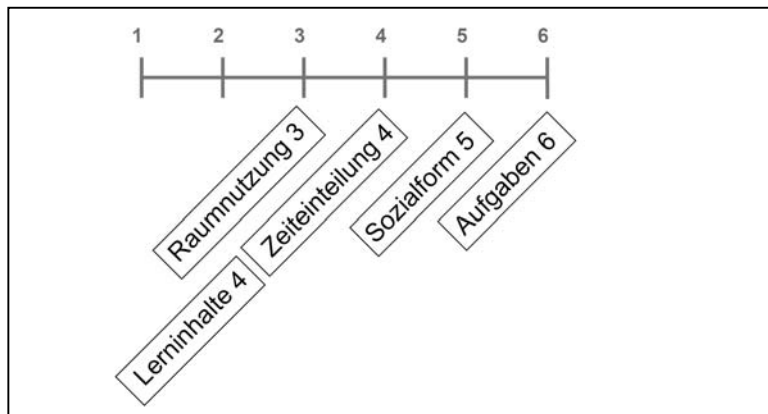 1 2 3 4 5 6
Raumnutzung 3
Zeiteinteilung 4
Sozialform 5
Aufgaben 6
Lerninhalte 4